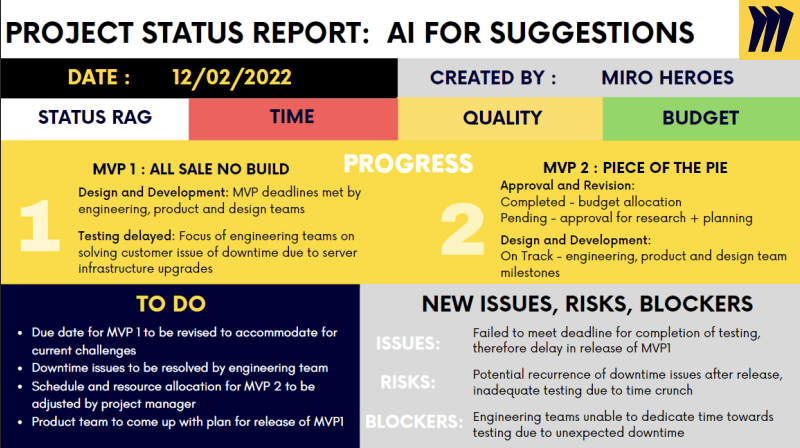 PROJECT STATUS REPORT: AI FOR SUGGESTIONS
DATE : 12/02/2022
CREATED BY : MIRO HEROES
STATUS RAG
TIME
QUALITY
BUDGET
PROGRESS
1
MVP 1 : ALL SALE NO BUILD
Design and Development: MVP deadlines met by
engineering, product and design teams
Testing delayed: Focus of engineering teams on
solving customer issue of downtime due to server
infrastructure upgrades
2
MVP 2 : PIECE OF THE PIE
Approval and Revision:
Completed - budget allocation
Pending - approval for research + planning
Design and Development:
On Track - engineering, product and design team
milestones
TO DO
• Due date for MVP 1 to be revised to accommodate for
current challenges
• Downtime issues to be resolved by engineering team
• Schedule and resource allocation for MVP 2 to be
adjusted by project manager
• Product team to come up with plan for release of MVP1
NEW ISSUES, RISKS, BLOCKERS
ISSUES:
Failed to meet deadline for completion of testing,
therefore delay in release of MVP1
RISKS:
Potential recurrence of downtime issues after release,
inadequate testing due to time crunch
BLOCKERS:
Engineering teams unable to dedicate time towards
testing due to unexpected downtime